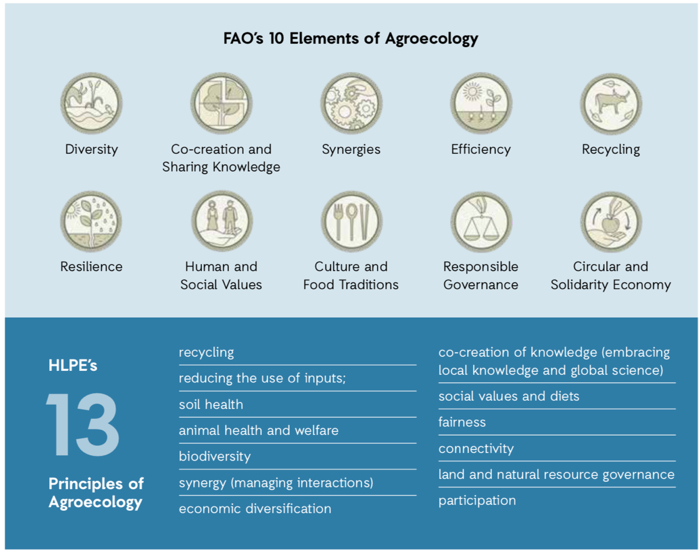 FAO's 10 Elements of Agroecology
Diversity
Co-creation and
Sharing Knowledge
Synergies
Efficiency
Recycling
Resilience
Human and
Social Values
Culture and
Food Traditions
Responsible
Governance
Circular and
Solidarity Economy
HLPE's
13
Principles of
Agroecology
recycling
reducing the use of inputs;
soil health
animal health and welfare
biodiversity
synergy (managing interactions)
economic diversification
co-creation of knowledge (embracing
local knowledge and global science)
social values and diets
fairness
connectivity
land and natural resource governance
participation